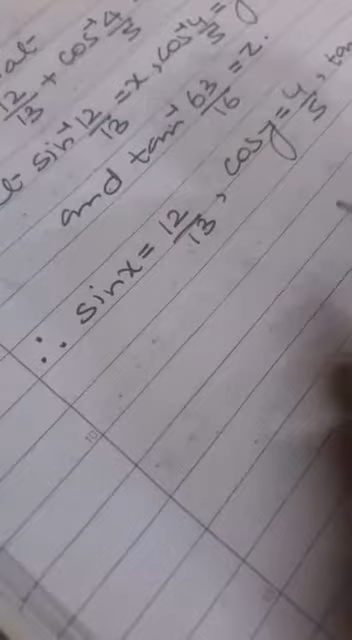 12/13 + cos⁻¹ 4/5
sin⁻¹ 12/13 = x, cos⁻¹ 4/5 =
and tan⁻¹ 63/16 = z.
∴ sinx = 12/13, cosy = 4/5,